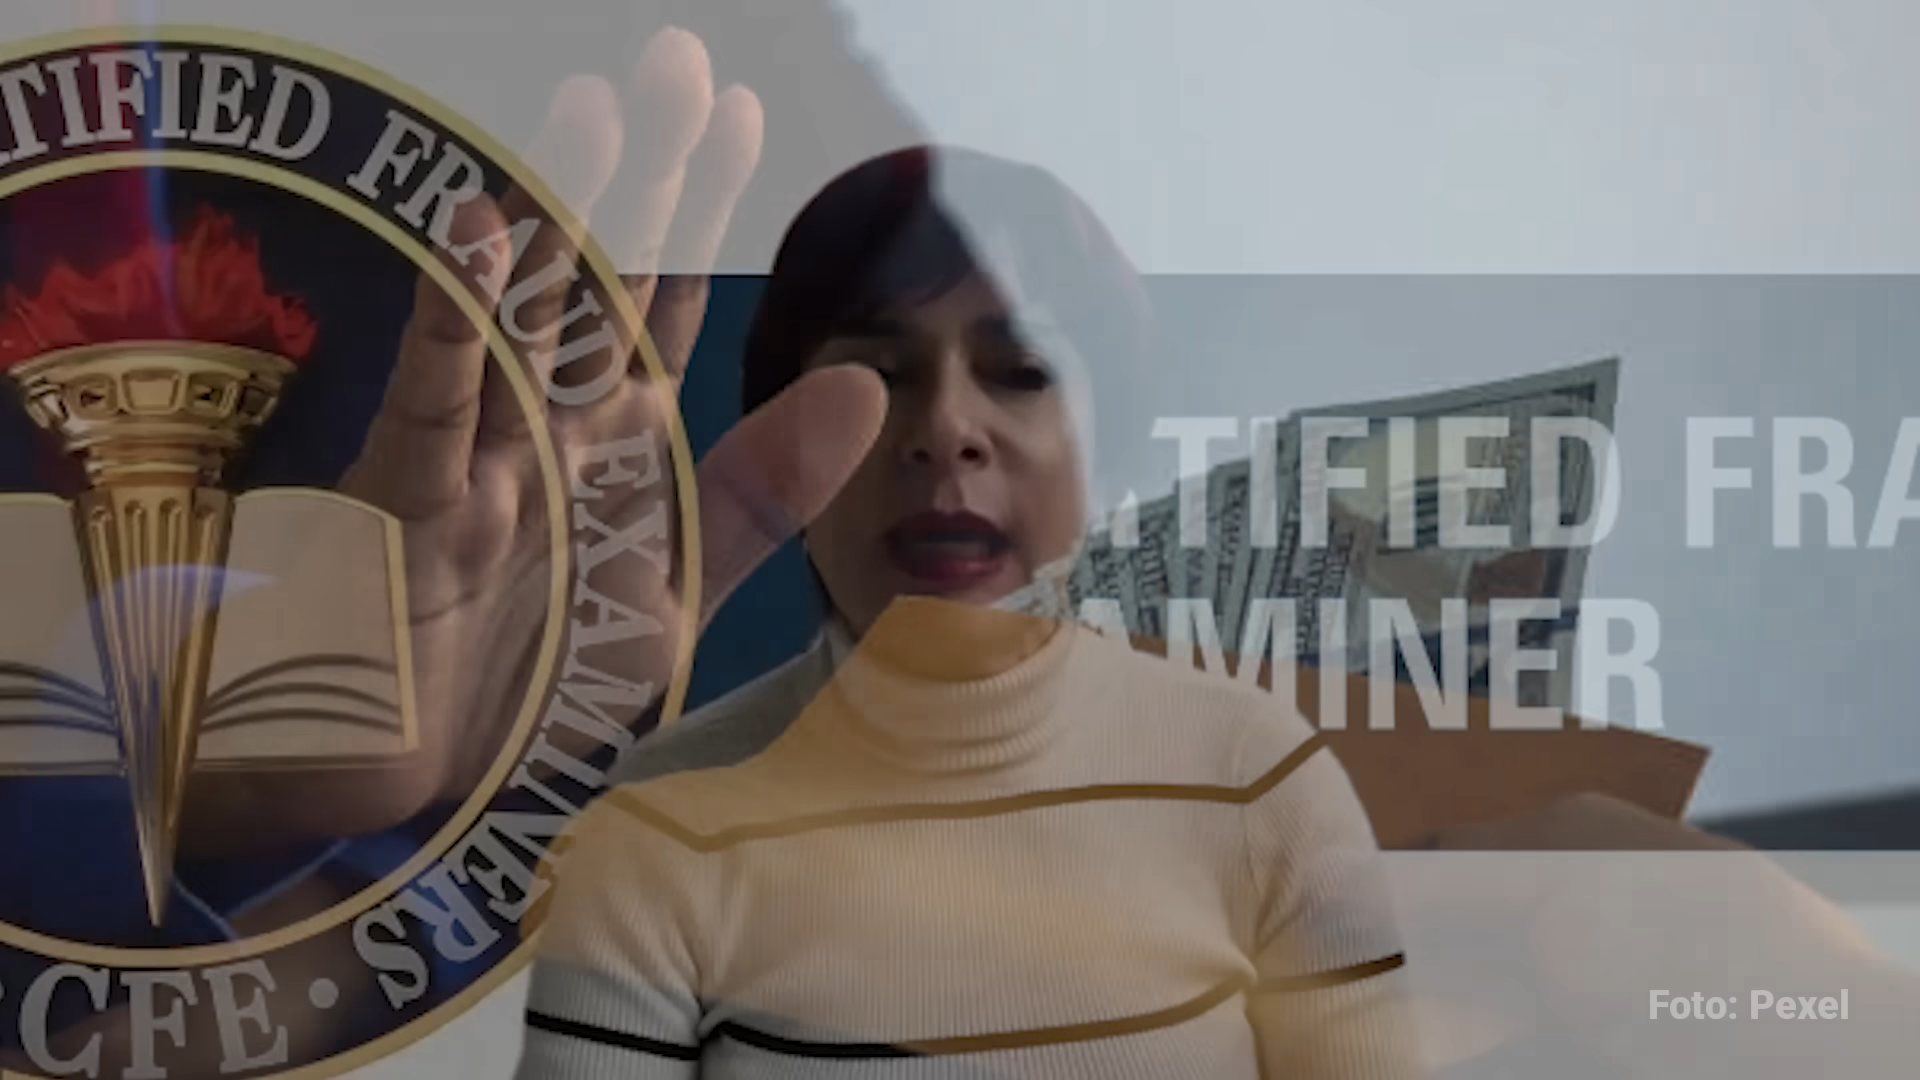 TIFIED FRAUD EXAMINERS · CFE
TIFIED FRA
AMINER
Foto: Pexel